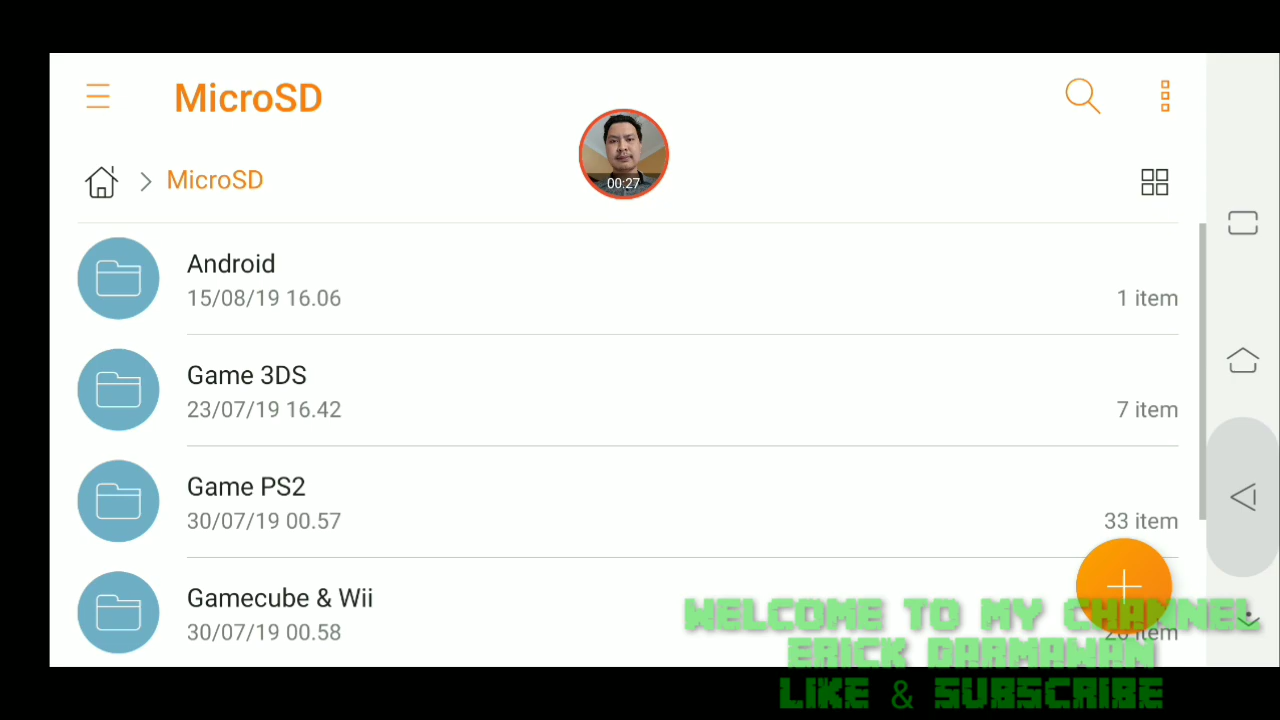 MicroSD
00:27
MicroSD
Android
15/08/19 16.06
1 item
Game 3DS
23/07/19 16.42
7 item
Game PS2
30/07/19 00.57
33 item
Gamecube & Wii
30/07/19 00.58
item
WELCOME TO MY CHANNEL
ERICK DARMAWAN
LIKE & SUBSCRIBE